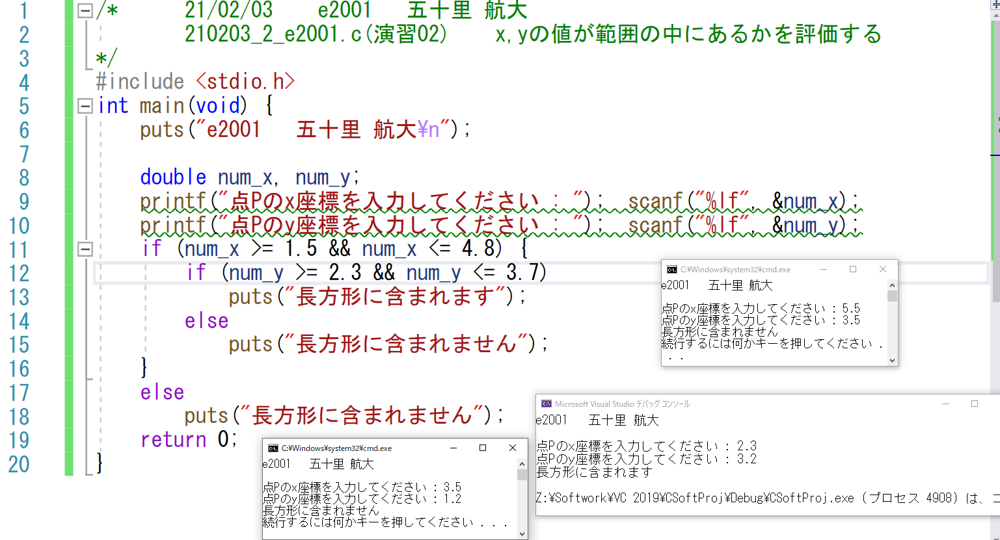 1 /* 21/02/03 e2001 五十里 航大
2 210203_2_e2001.c(演習02) x,yの値が範囲の中にあるかを評価する
3 */
4 #include <stdio.h>
5 int main(void) {
6 puts("e2001 五十里 航大¥n");
7
8 double num_x, num_y;
9 printf("点Pのx座標を入力してください : "); scanf("%lf", &num_x);
10 printf("点Pのy座標を入力してください : "); scanf("%lf", &num_y);
11 if (num_x >= 1.5 && num_x <= 4.8) {
12 if (num_y >= 2.3 && num_y <= 3.7)
13 puts("長方形に含まれます");
14 else
15 puts("長方形に含まれません");
16 }
17 else
18 puts("長方形に含まれません");
19 return 0;
20 }
C:¥Windows¥system32¥cmd.exe
e2001 五十里 航大
点Pのx座標を入力してください : 5.5
点Pのy座標を入力してください : 3.5
長方形に含まれません
続行するには何かキーを押してください .
. .
Microsoft Visual Studio デバッグ コンソール
e2001 五十里 航大
点Pのx座標を入力してください : 2.3
点Pのy座標を入力してください : 3.2
長方形に含まれます
Z:¥Softwork¥VC 2019¥CSoftProj¥Debug¥CSoftProj.exe (プロセス 4908) は、コ
C:¥Windows¥system32¥cmd.exe
e2001 五十里 航大
点Pのx座標を入力してください : 3.5
点Pのy座標を入力してください : 1.2
長方形に含まれません
続行するには何かキーを押してください . . .